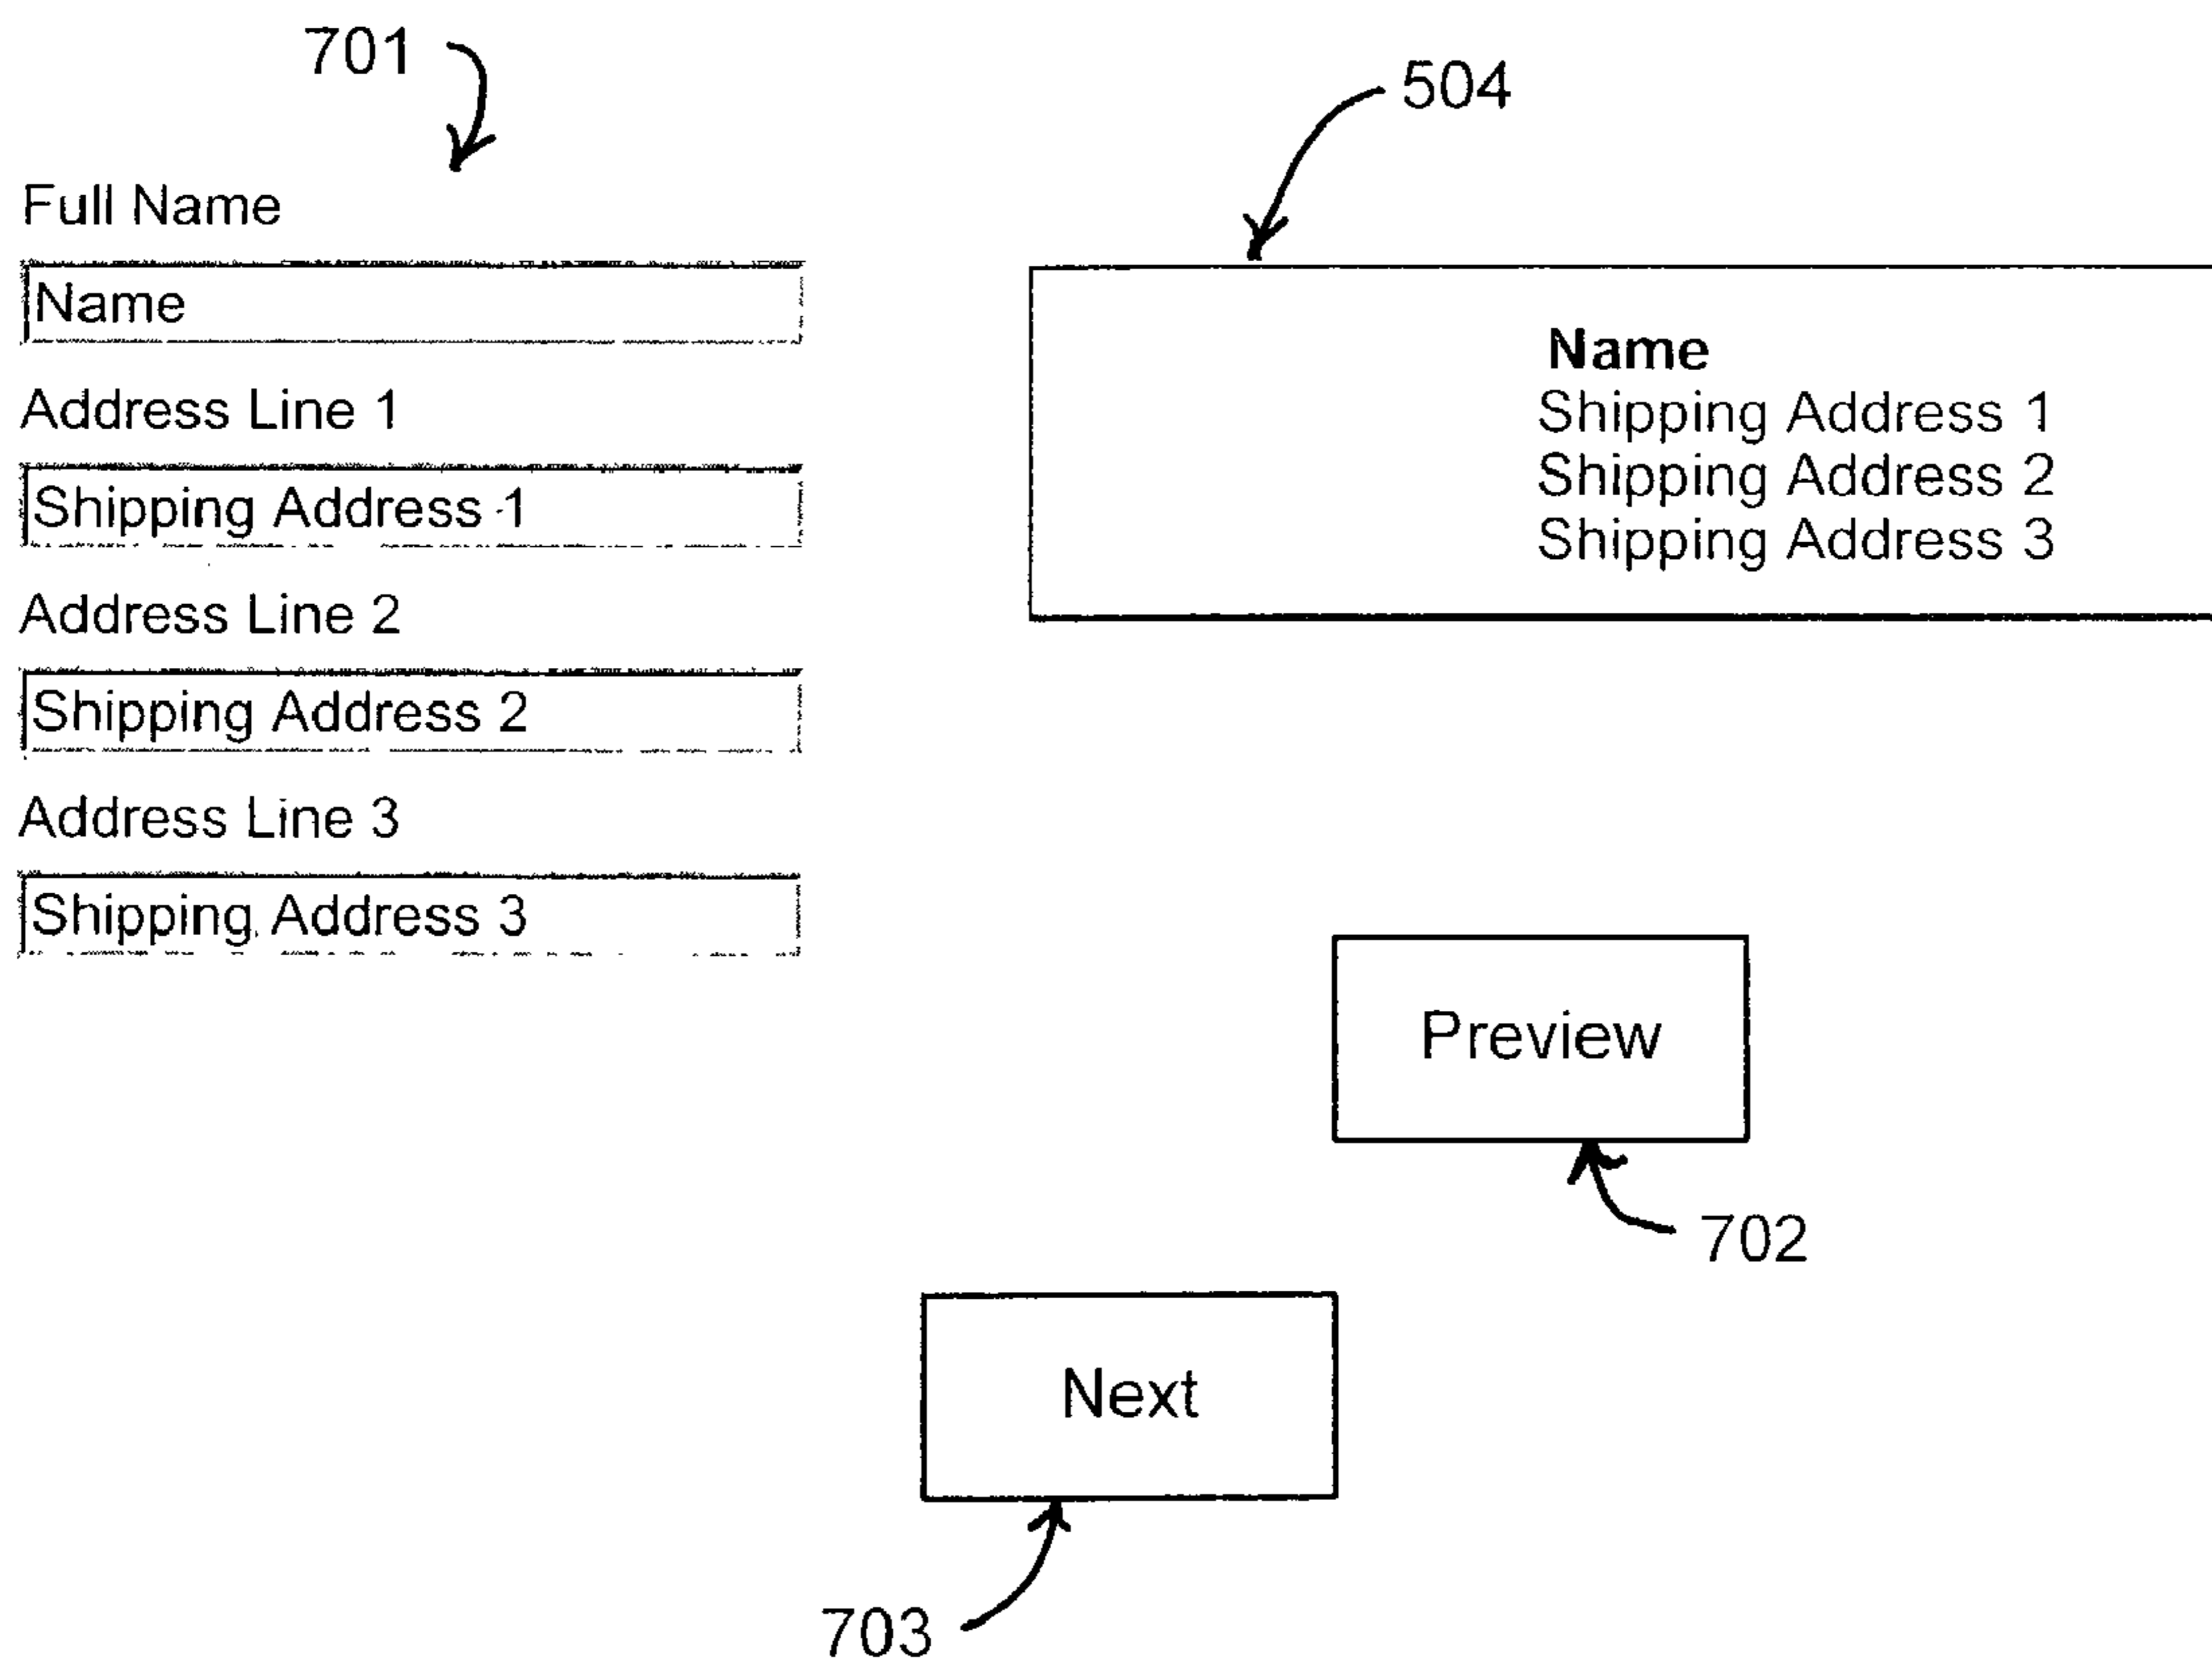 701
504
Full Name
Name
Address Line 1
Shipping Address 1
Address Line 2
Shipping Address 2
Address Line 3
Shipping Address 3
Name
Shipping Address 1
Shipping Address 2
Shipping Address 3
Preview
702
Next
703